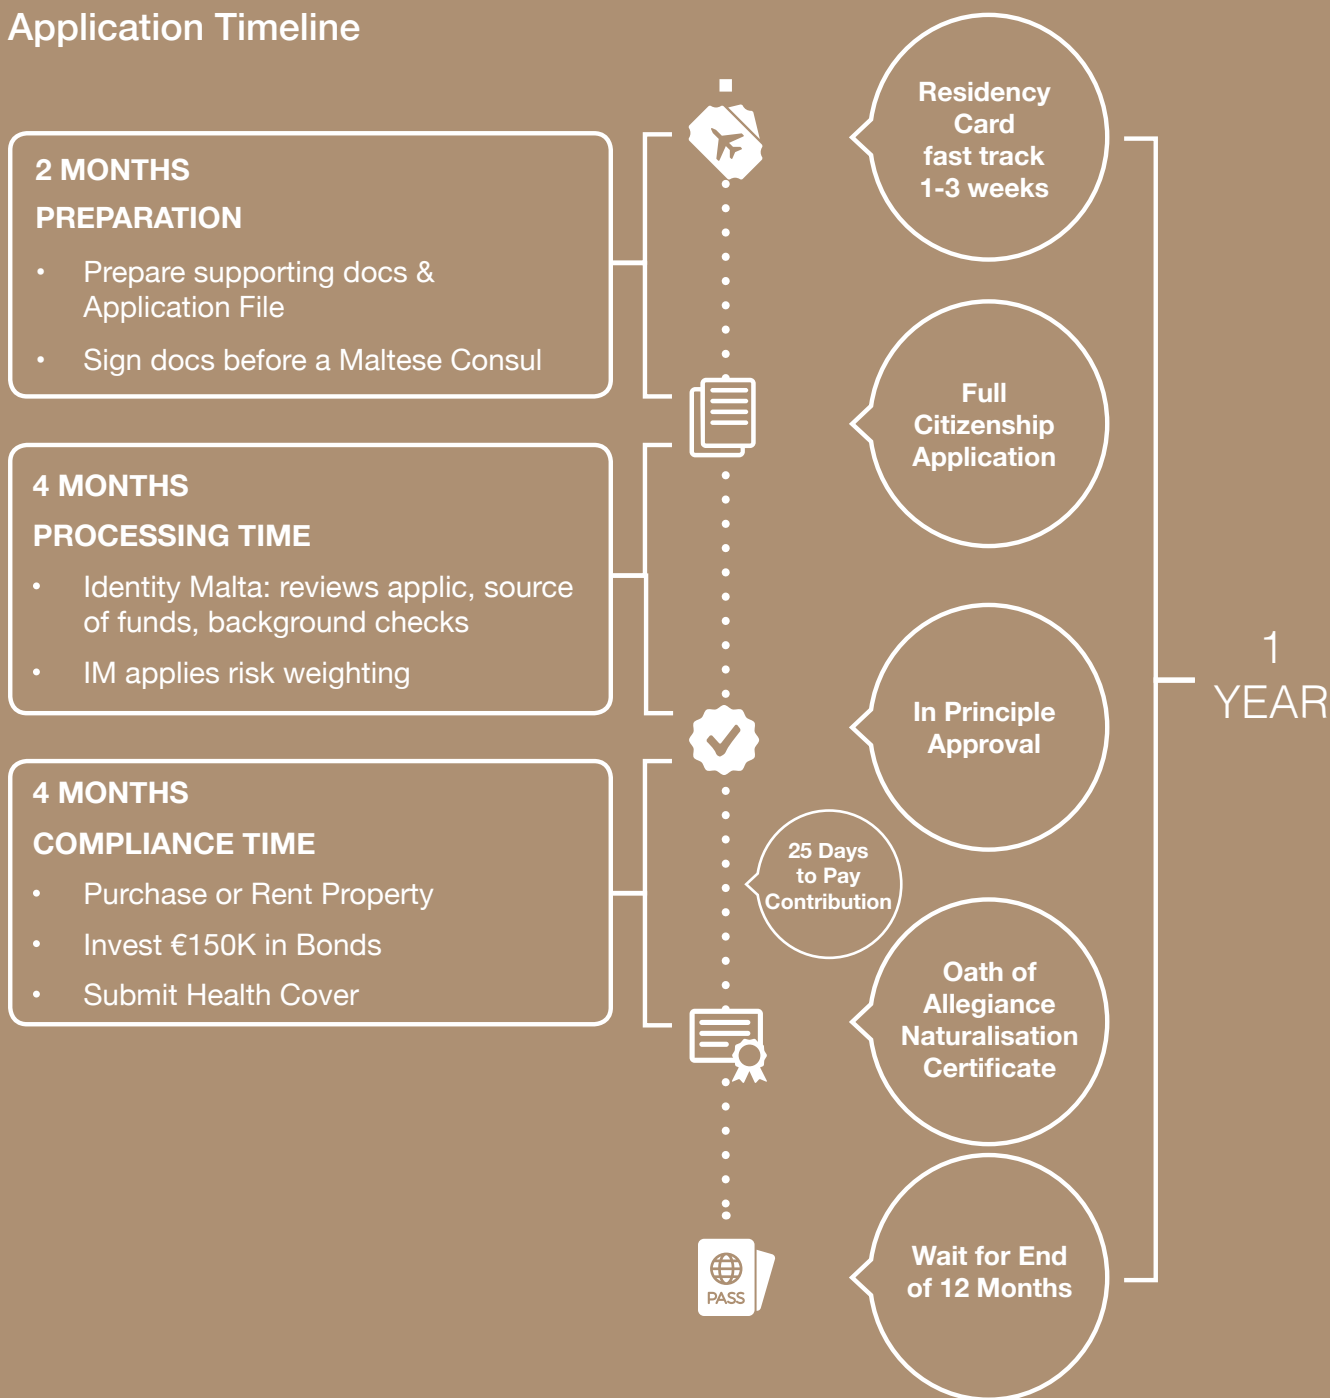 Application Timeline
2 MONTHS
PREPARATION
• Prepare supporting docs &
Application File
• Sign docs before a Maltese Consul
4 MONTHS
PROCESSING TIME
• Identity Malta: reviews applic, source
of funds, background checks
• IM applies risk weighting
4 MONTHS
COMPLIANCE TIME
• Purchase or Rent Property
• Invest €150K in Bonds
• Submit Health Cover
PASS
25 Days
to Pay
Contribution
Residency
Card
fast track
1-3 weeks
Full
Citizenship
Application
In Principle
Approval
Oath of
Allegiance
Naturalisation
Certificate
Wait for End
of 12 Months
1
YEAR